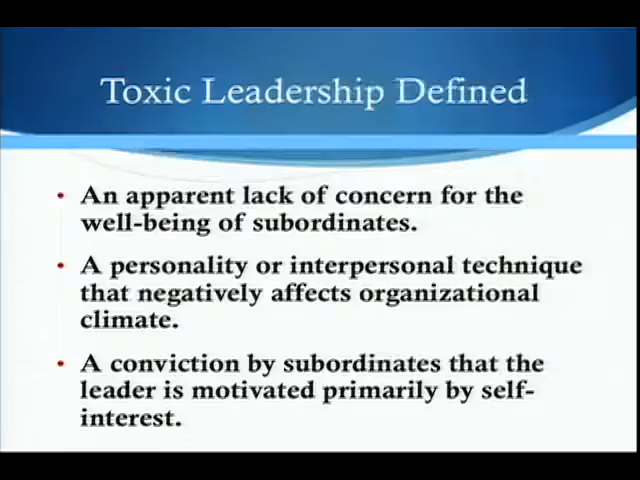 Toxic Leadership Defined
• An apparent lack of concern for the
well-being of subordinates.
• A personality or interpersonal technique
that negatively affects organizational
climate.
• A conviction by subordinates that the
leader is motivated primarily by self-
interest.